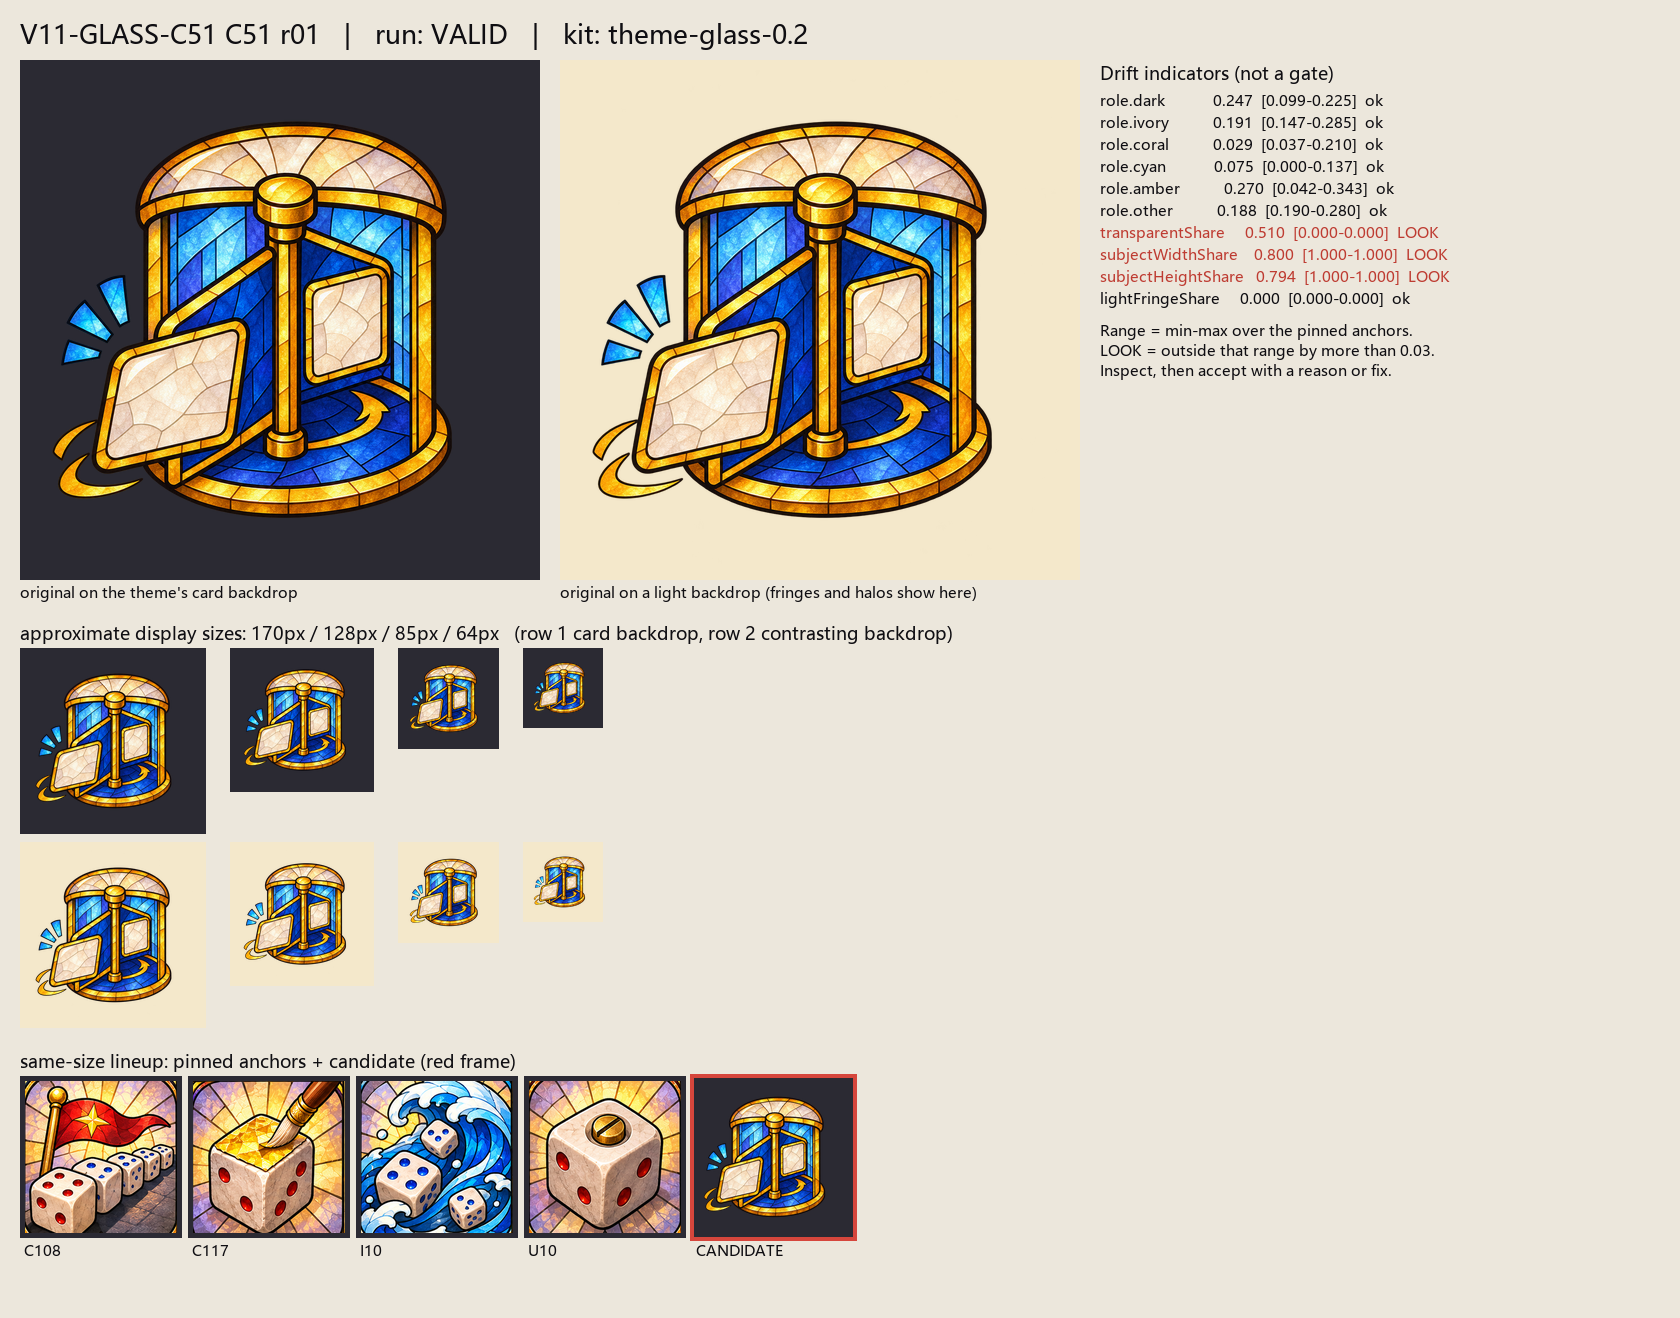 V11-GLASS-C51 C51 r01 | run: VALID | kit: theme-glass-0.2
Drift indicators (not a gate)
role.dark 0.247 [0.099-0.225] ok
role.ivory 0.191 [0.147-0.285] ok
role.coral 0.029 [0.037-0.210] ok
role.cyan 0.075 [0.000-0.137] ok
role.amber 0.270 [0.042-0.343] ok
role.other 0.188 [0.190-0.280] ok
transparentShare 0.510 [0.000-0.000] LOOK
subjectWidthShare 0.800 [1.000-1.000] LOOK
subjectHeightShare 0.794 [1.000-1.000] LOOK
lightFringeShare 0.000 [0.000-0.000] ok
Range = min-max over the pinned anchors.
LOOK = outside that range by more than 0.03.
Inspect, then accept with a reason or fix.
original on the theme's card backdrop
original on a light backdrop (fringes and halos show here)
approximate display sizes: 170px / 128px / 85px / 64px (row 1 card backdrop, row 2 contrasting backdrop)
same-size lineup: pinned anchors + candidate (red frame)
C108
C117
I10
U10
CANDIDATE